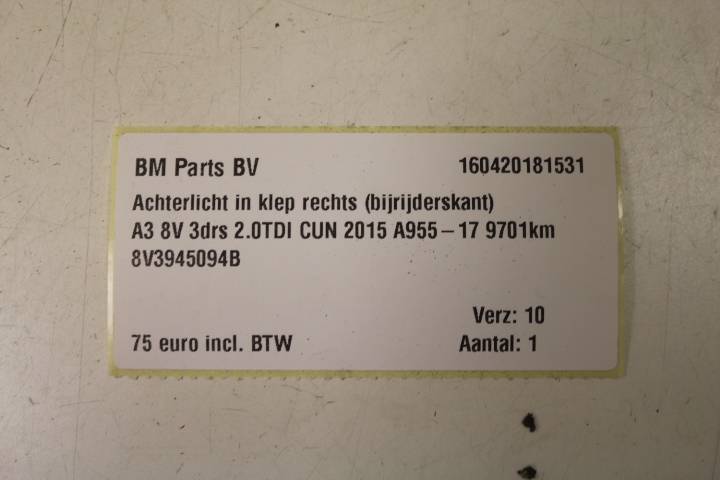 BM Parts BV 160420181531
Achterlicht in klep rechts (bijrijderskant)
A3 8V 3drs 2.0TDI CUN 2015 A955-17 9701km
8V3945094B
Verz: 10
75 euro incl. BTW Aantal: 1